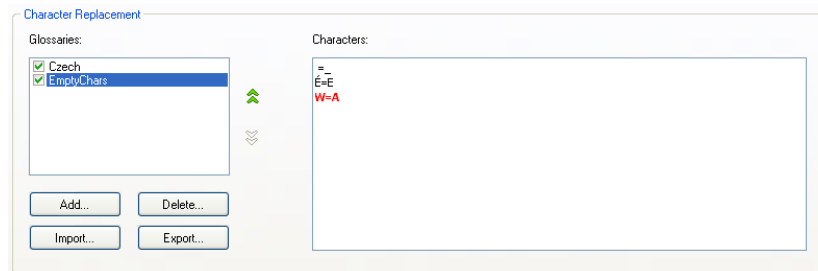 Character Replacement
Glossaries:
Czech
EmptyChars
Add...
Delete...
Import...
Export...
Characters:
=_
É=E
W=A